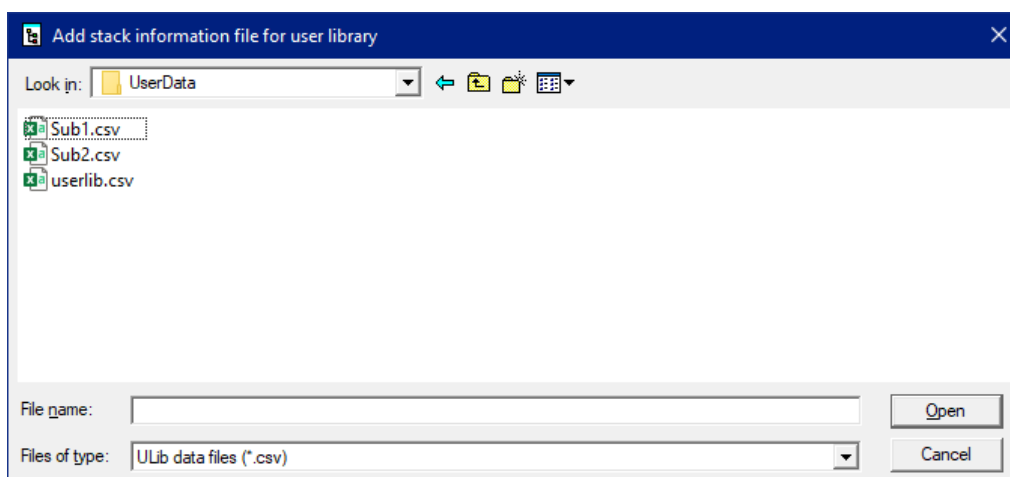 Add stack information file for user library
Look in: UserData
Sub1.csv
Sub2.csv
userlib.csv
File name: Open
Files of type: ULib data files (*.csv) Cancel